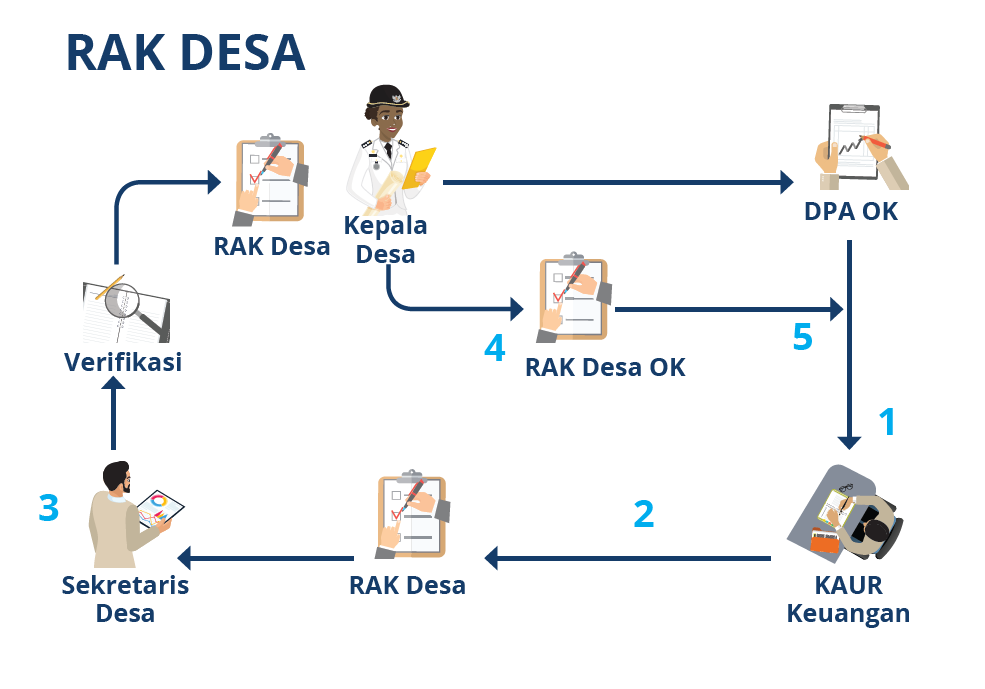 RAK DESA
DPA OK
RAK Desa
Kepala
Desa
4
5
Verifikasi
RAK Desa OK
1
3
2
Sekretaris
Desa
RAK Desa
KAUR
Keuangan